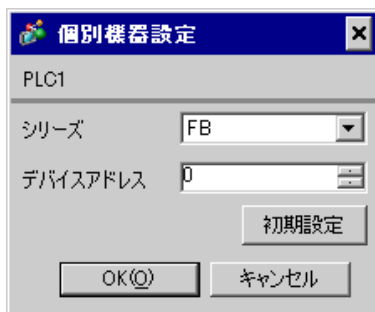 個別機器設定
PLC1
シリーズ FB
デバイスアドレス 0
初期設定
OK(O) キャンセル